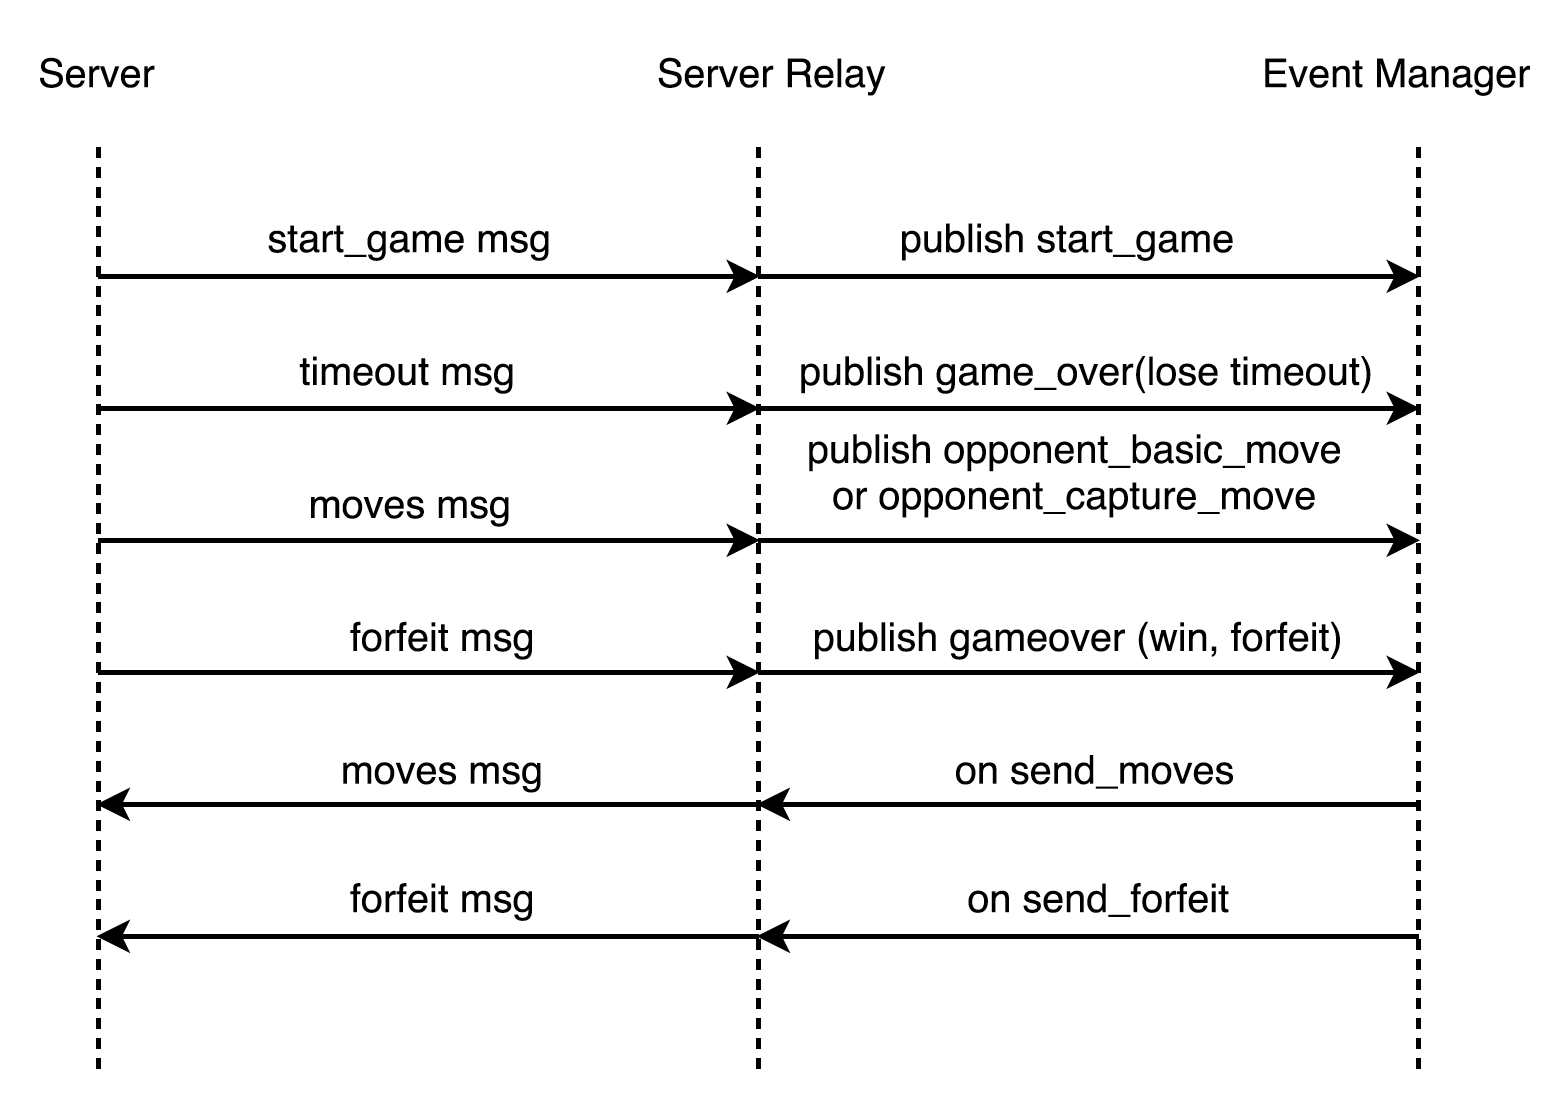 Server
Server Relay
Event Manager
start_game msg
publish start_game
timeout msg
publish game_over(lose timeout)
moves msg
publish opponent_basic_move
or opponent_capture_move
forfeit msg
publish gameover (win, forfeit)
moves msg
on send_moves
forfeit msg
on send_forfeit